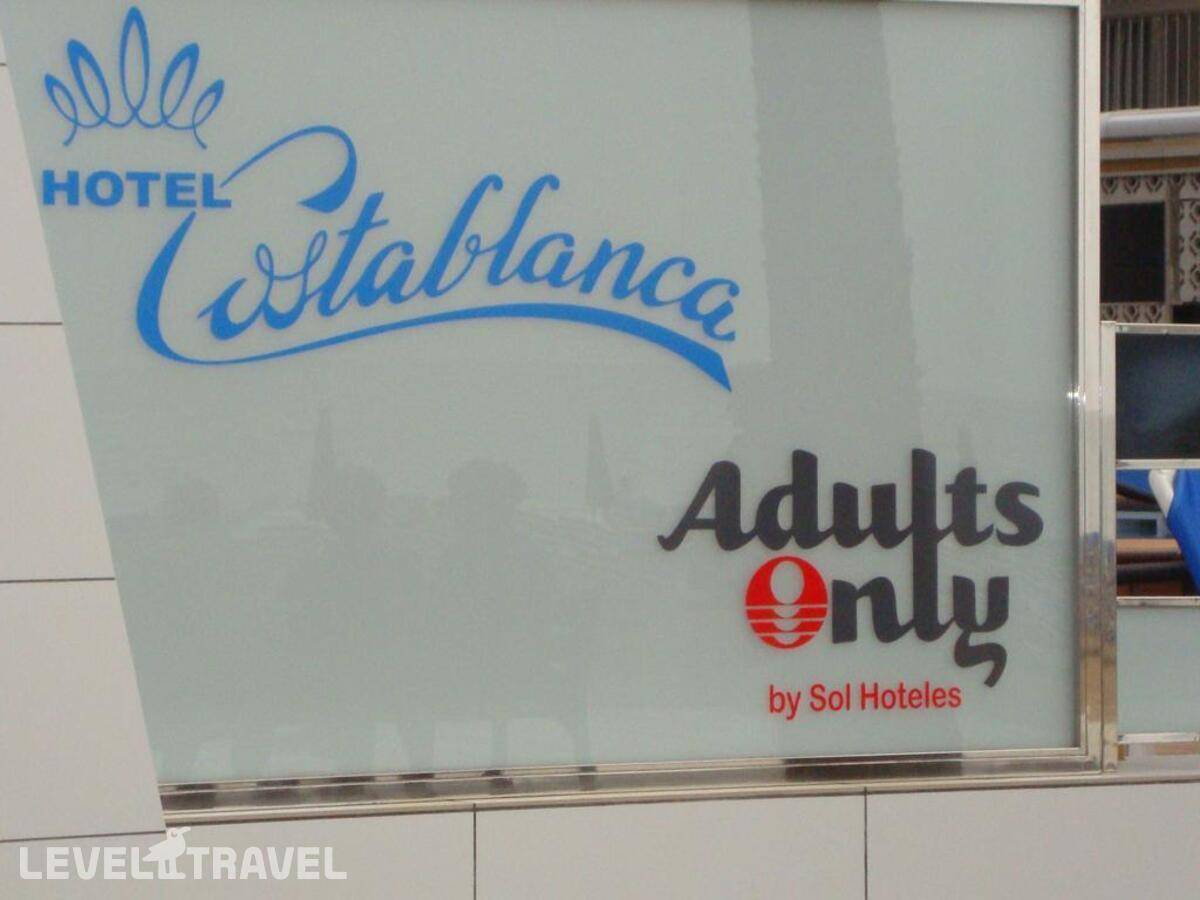 HOTEL Costablanca
Adults
Only
by Sol Hoteles
LEVEL TRAVEL